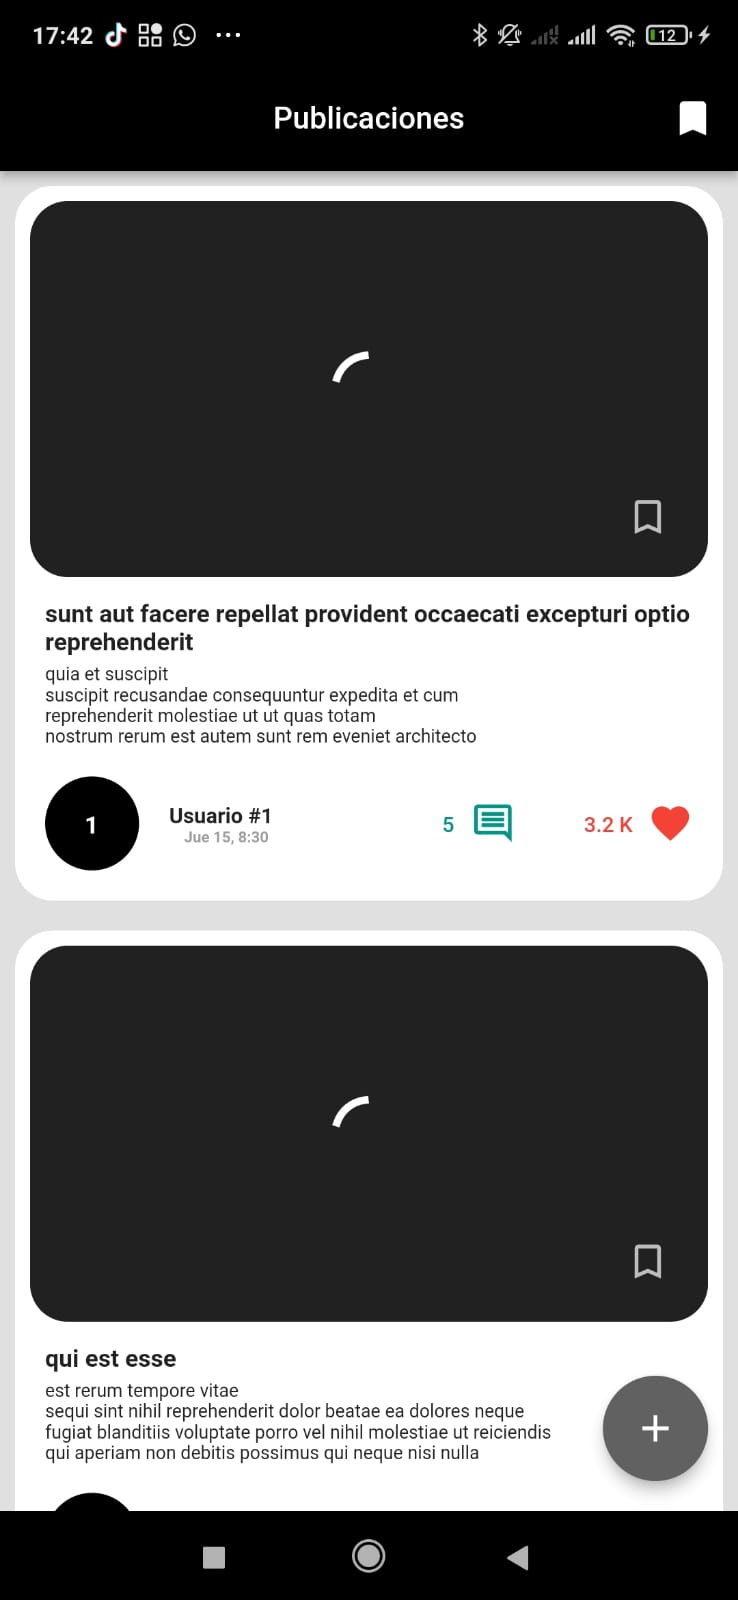 17:42
12
Publicaciones
sunt aut facere repellat provident occaecati excepturi optio
reprehenderit
quia et suscipit
suscipit recusandae consequuntur expedita et cum
reprehenderit molestiae ut ut quas totam
nostrum rerum est autem sunt rem eveniet architecto
1
Usuario #1
Jue 15, 8:30
5
3.2 K
qui est esse
est rerum tempore vitae
sequi sint nihil reprehenderit dolor beatae ea dolores neque
fugiat blanditiis voluptate porro vel nihil molestiae ut reiciendis
qui aperiam non debitis possimus qui neque nisi nulla